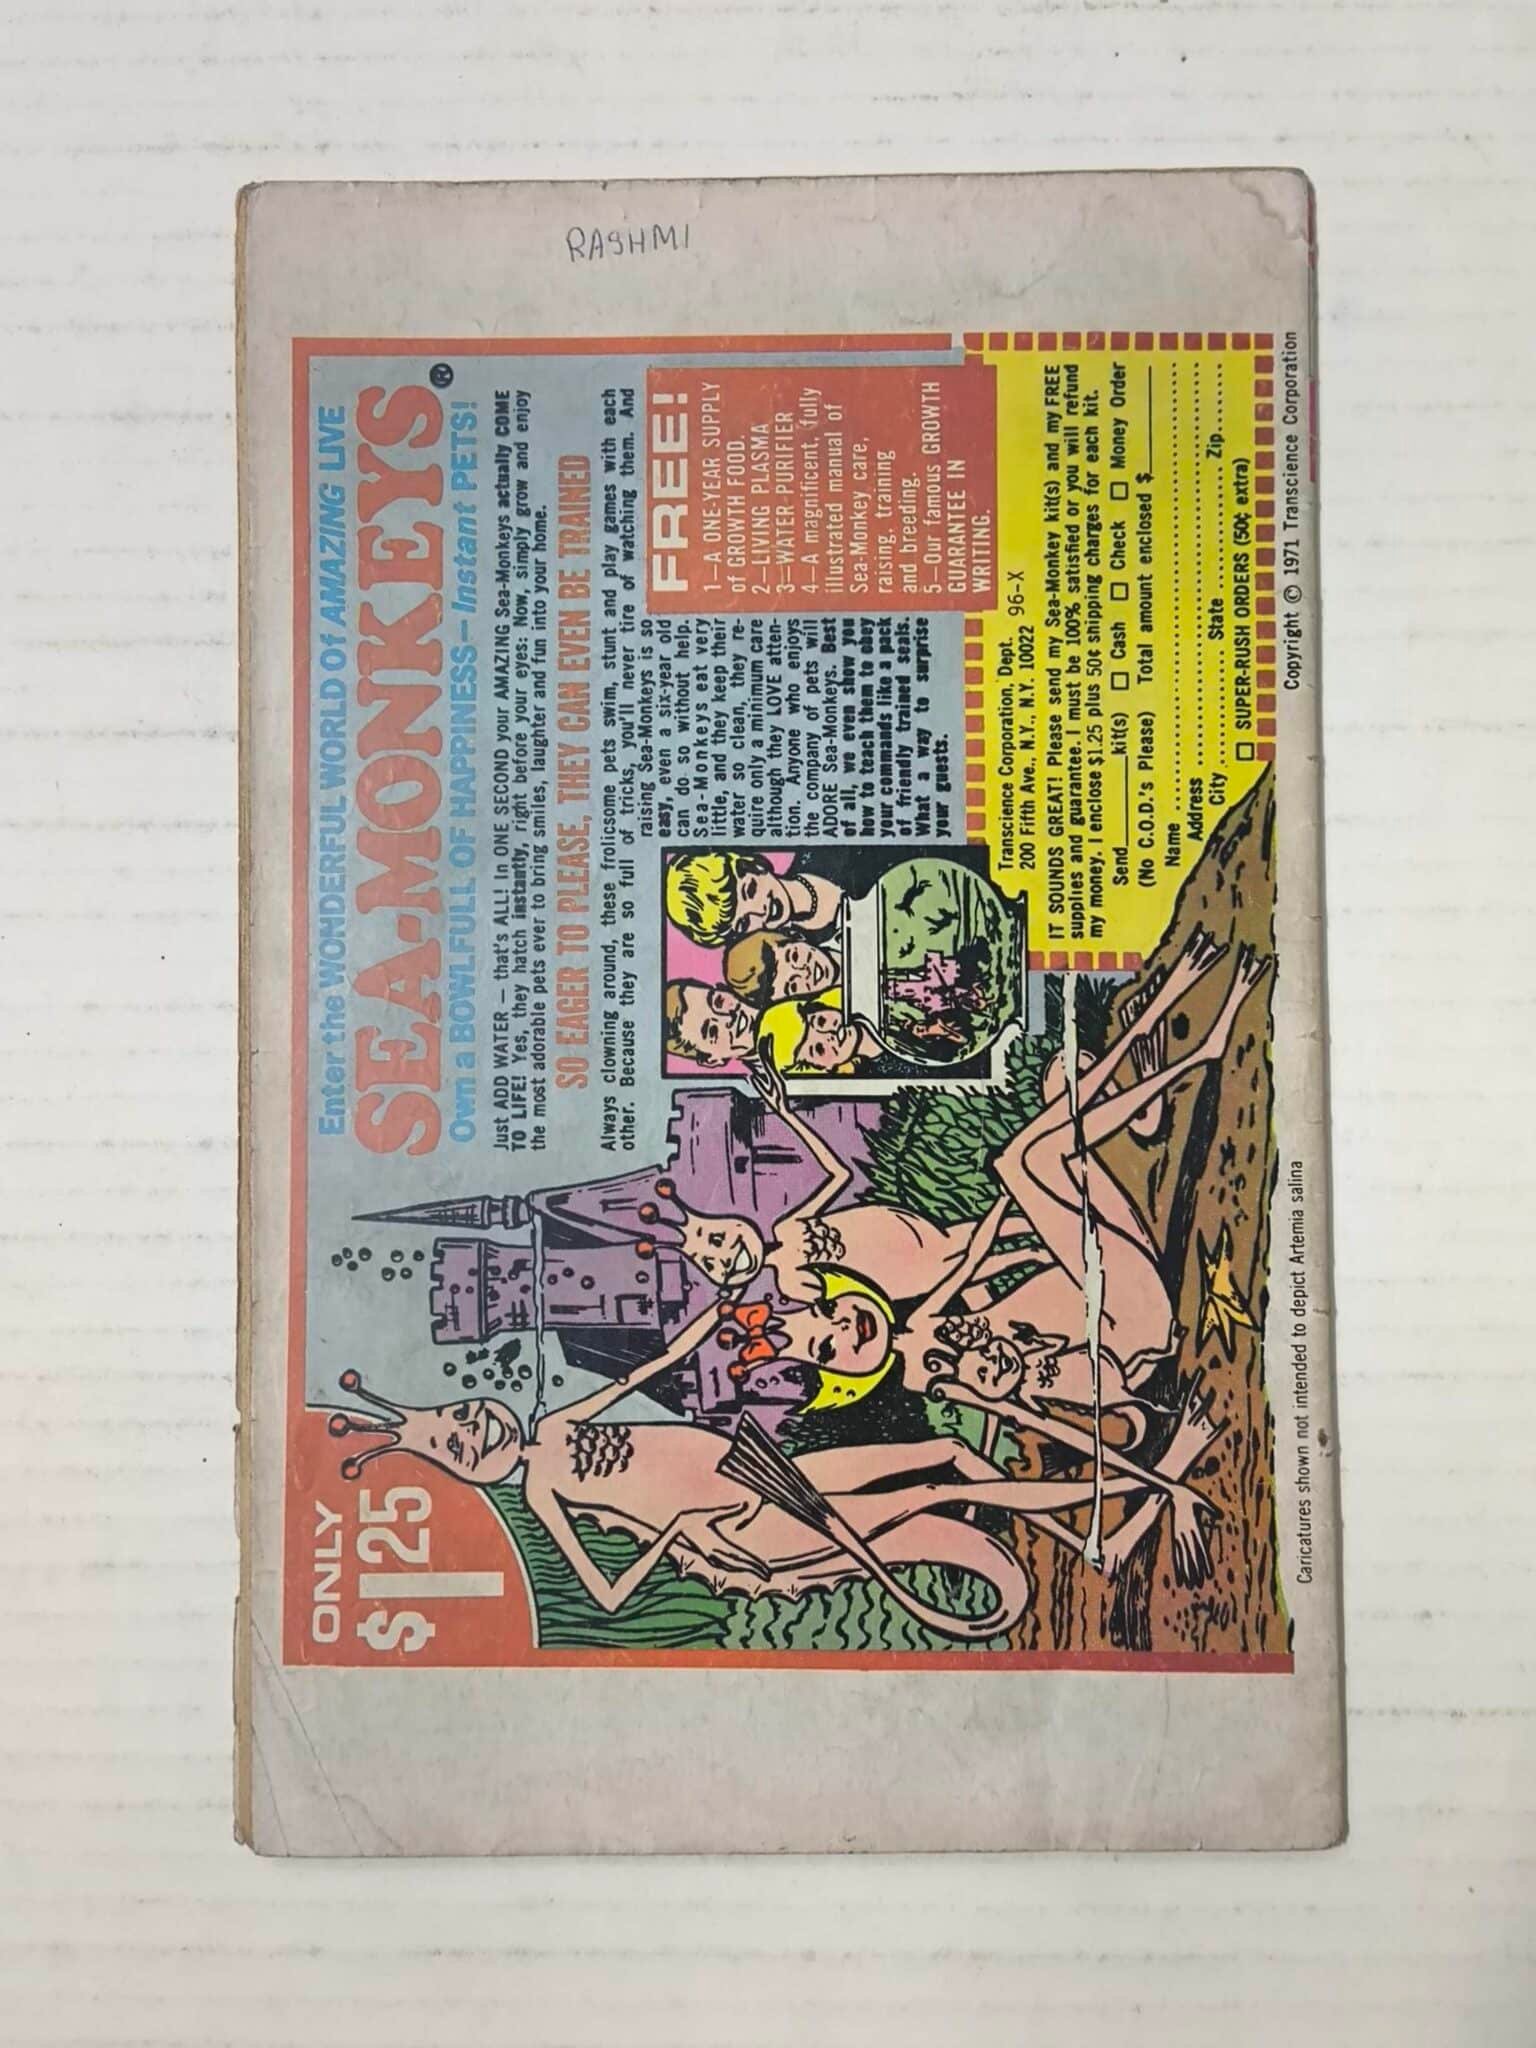 RASHMI
ONLY
$125
Enter the WONDERFUL WORLD Of AMAZING LIVE
SEA-MONKEYS®
Own a BOWLFULL OF HAPPINESS— Instant PETS!
Just ADD WATER — that's ALL! In ONE SECOND your AMAZING Sea-Monkeys actually COME
TO LIFE! Yes, they hatch instantly, right before your eyes: Now, simply grow and enjoy
the most adorable pets ever to bring smiles, laughter and fun into your home.
SO EAGER TO PLEASE, THEY CAN EVEN BE TRAINED
Always clowning around, these frolicsome pets swim, stunt and play games with each
other. Because they are so full of tricks, you'll never tire of watching them. And
raising Sea-Monkeys is so
easy, even a six-year old
can do so without help.
Sea-Monkeys eat very
little, and they keep their
water so clean, they re-
quire only a minimum care
although they LOVE atten-
tion. Anyone who enjoys
the company of pets will
ADORE Sea-Monkeys. Best
of all, we even show you
how to teach them to obey
your commands like a pack
of friendly trained seals.
What a way to surprise
your guests.
FREE!
1—A ONE-YEAR SUPPLY
of GROWTH FOOD.
2—LIVING PLASMA
3—WATER-PURIFIER
4—A magnificent, fully
illustrated manual of
Sea-Monkey care,
raising, training
and breeding.
5—Our famous GROWTH
GUARANTEE IN
WRITING.
Transcience Corporation, Dept. 96-X
200 Fifth Ave., N.Y., N.Y. 10022
IT SOUNDS GREAT! Please send my Sea-Monkey kit(s) and my FREE
supplies and guarantee. I must be 100% satisfied or you will refund
my money. I enclose $1.25 plus 50¢ shipping charges for each kit.
Send____kit(s) □ Cash □ Check □ Money Order
(No C.O.D.'s Please) Total amount enclosed $____
Name
Address
City State Zip
□ SUPER-RUSH ORDERS (50¢ extra)
Caricatures shown not intended to depict Artemia salina
Copyright © 1971 Transcience Corporation